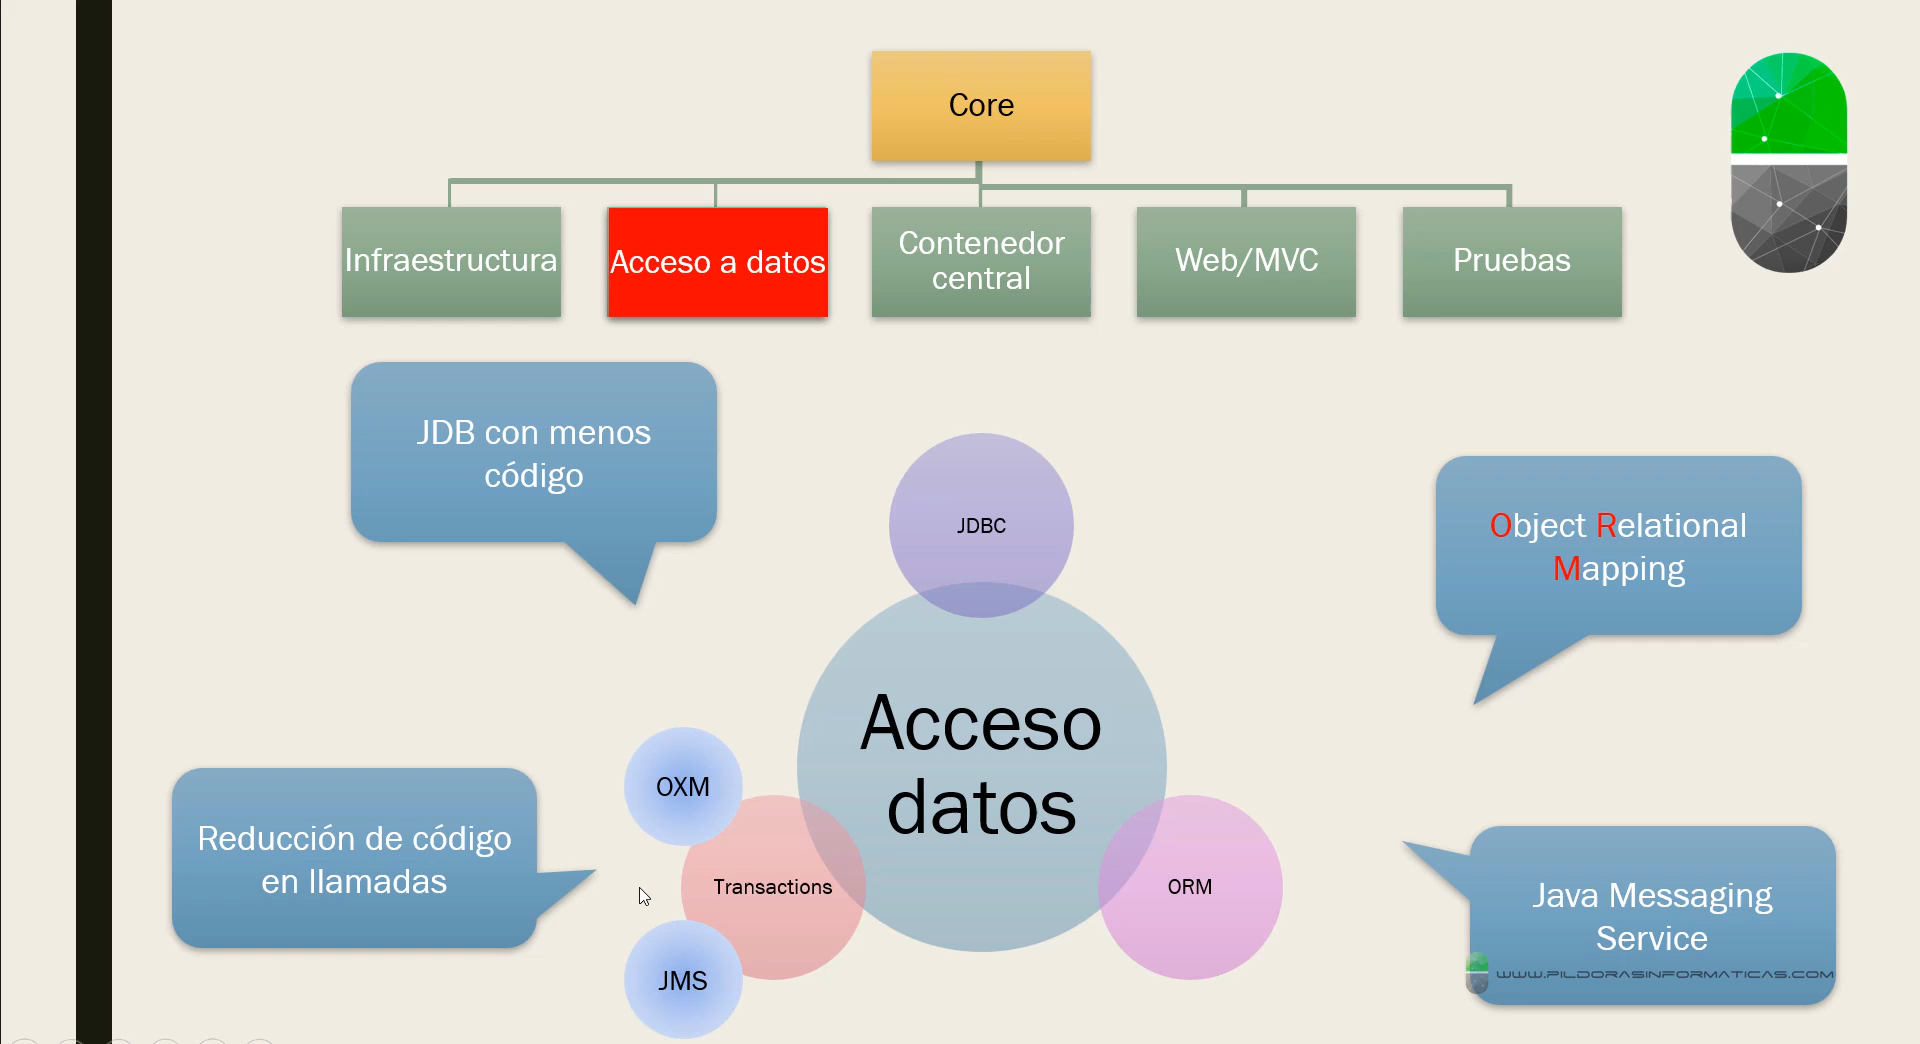 Core
Infraestructura
Acceso a datos
Contenedor
central
Web/MVC
Pruebas
JDB con menos
código
JDBC
Object Relational
Mapping
Acceso
datos
OXM
Transactions
JMS
ORM
Reducción de código
en llamadas
Java Messaging
Service
WWW.PILDORASINFORMATICAS.COM